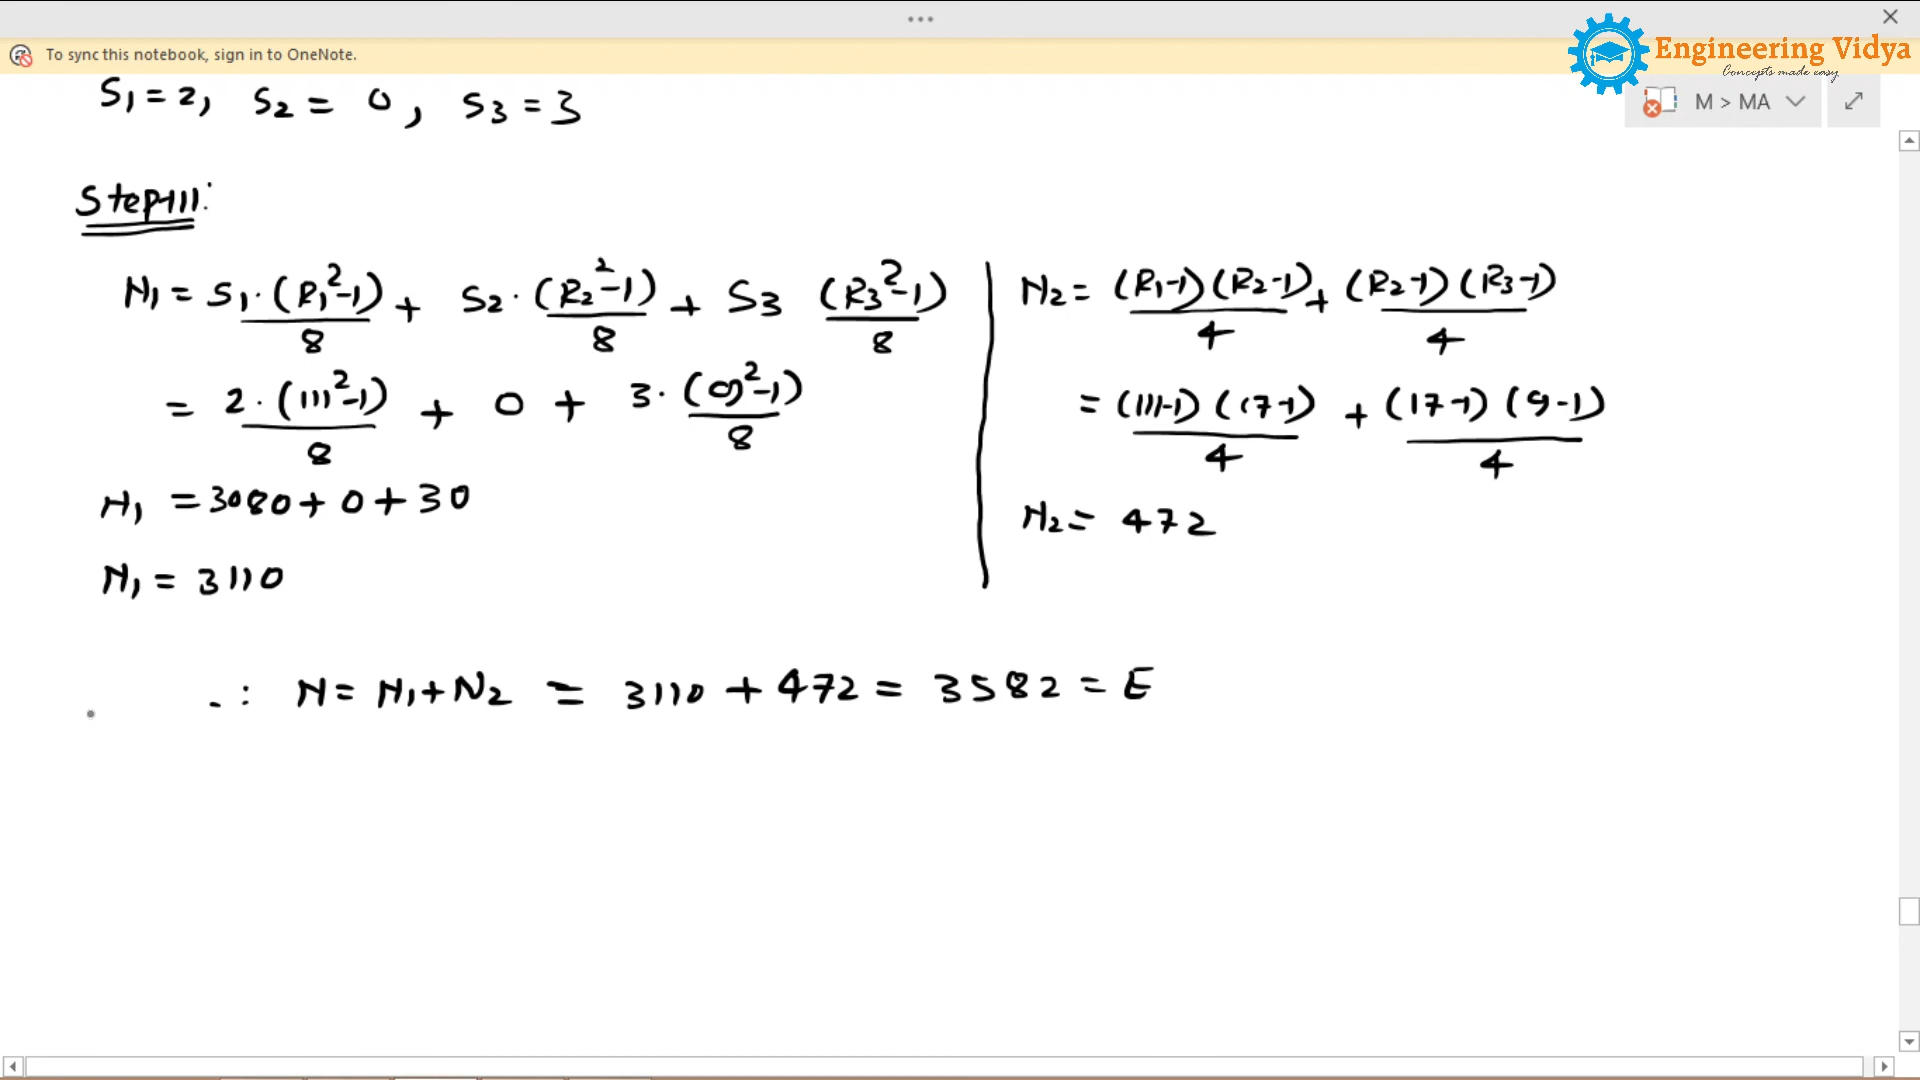 To sync this notebook, sign in to OneNote.
Engineering Vidya
Concepts made easy
M > MA
S₁ = 2, S₂ = 0, S₃ = 3
Step-III:
N₁ = S₁·(R₁²-1)/8 + S₂·(R₂²-1)/8 + S₃ (R₃²-1)/8
= 2·(111²-1)/8 + 0 + 3·(9²-1)/8
N₁ = 3080 + 0 + 30
N₁ = 3110
N₂ = (R₁-1)(R₂-1)/4 + (R₂-1)(R₃-1)/4
= (111-1)(17-1)/4 + (17-1)(9-1)/4
N₂ = 472
∴ N = N₁ + N₂ = 3110 + 472 = 3582 = E